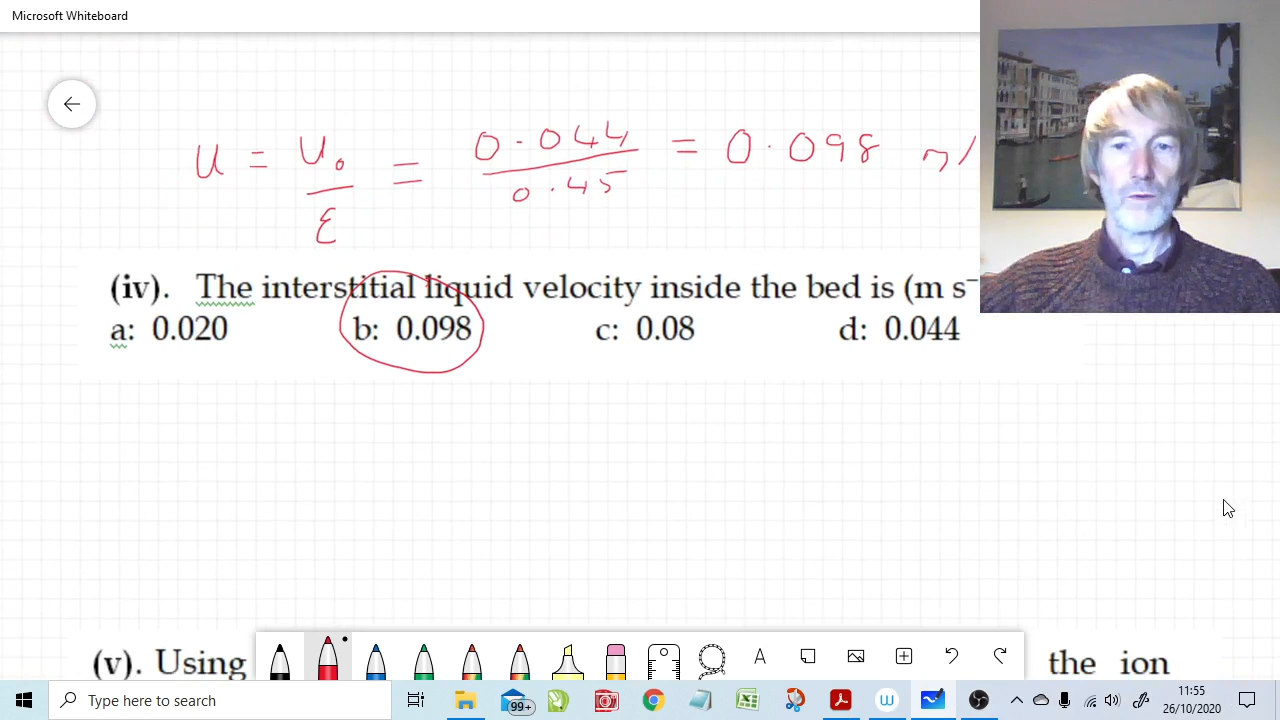 Microsoft Whiteboard
u = u₀/ε = 0.044/0.45 = 0.098 m/
(iv). The interstitial liquid velocity inside the bed is (m s⁻
a: 0.020 b: 0.098 c: 0.08 d: 0.044
(v). Using the ion
A
Type here to search
99+
W
1:55
26/10/2020